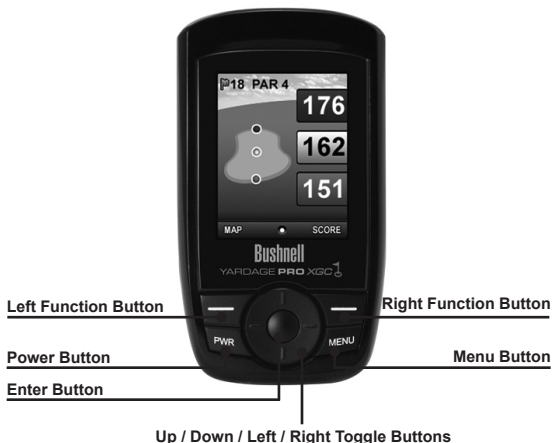 18 PAR 4
176
162
151
MAP
SCORE
Bushnell
YARDAGE PRO XGC
Left Function Button
Right Function Button
PWR
MENU
Power Button
Menu Button
Enter Button
Up / Down / Left / Right Toggle Buttons